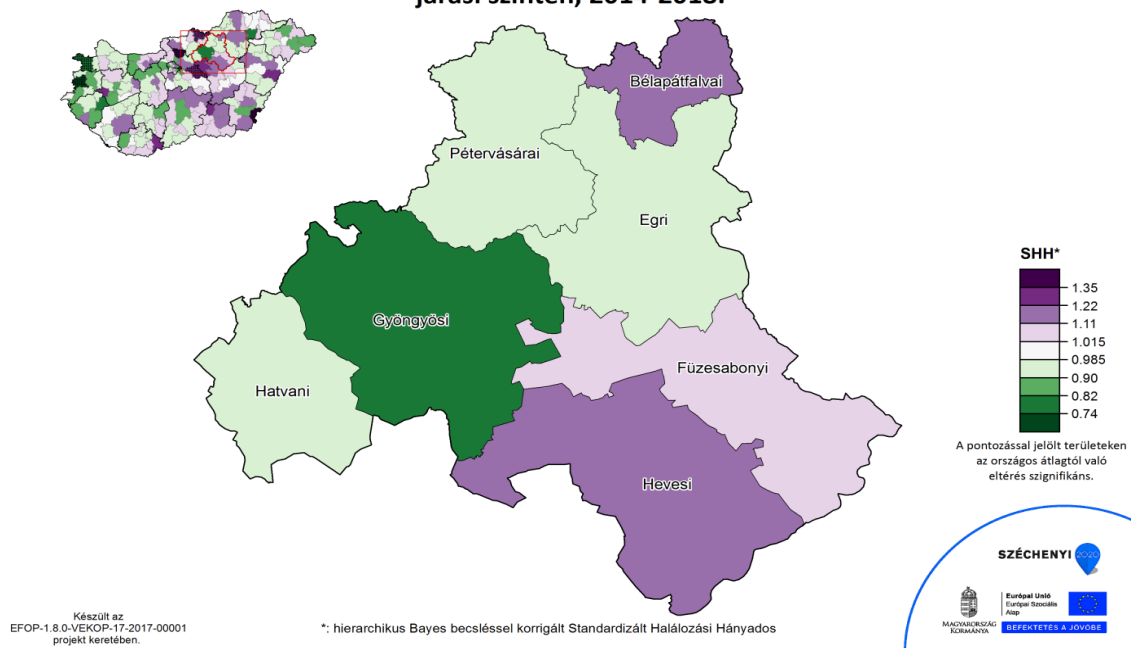 járási szinten, 2014-2018.
Bélapátfalvai
Pétervásárai
Egri
Gyöngyösi
Füzesabonyi
Hatvani
Hevesi
SHH*
1.35
1.22
1.11
1.015
0.985
0.90
0.82
0.74
A pontozással jelölt területeken
az országos átlagtól való
eltérés szignifikáns.
SZÉCHENYI 2020
MAGYARORSZÁG
KORMÁNYA
Európai Unió
Európai Szociális
Alap
BEFEKTETÉS A JÖVŐBE
Készült az
EFOP-1.8.0-VEKOP-17-2017-00001
projekt keretében.
*: hierarchikus Bayes becsléssel korrigált Standardizált Halálozási Hányados